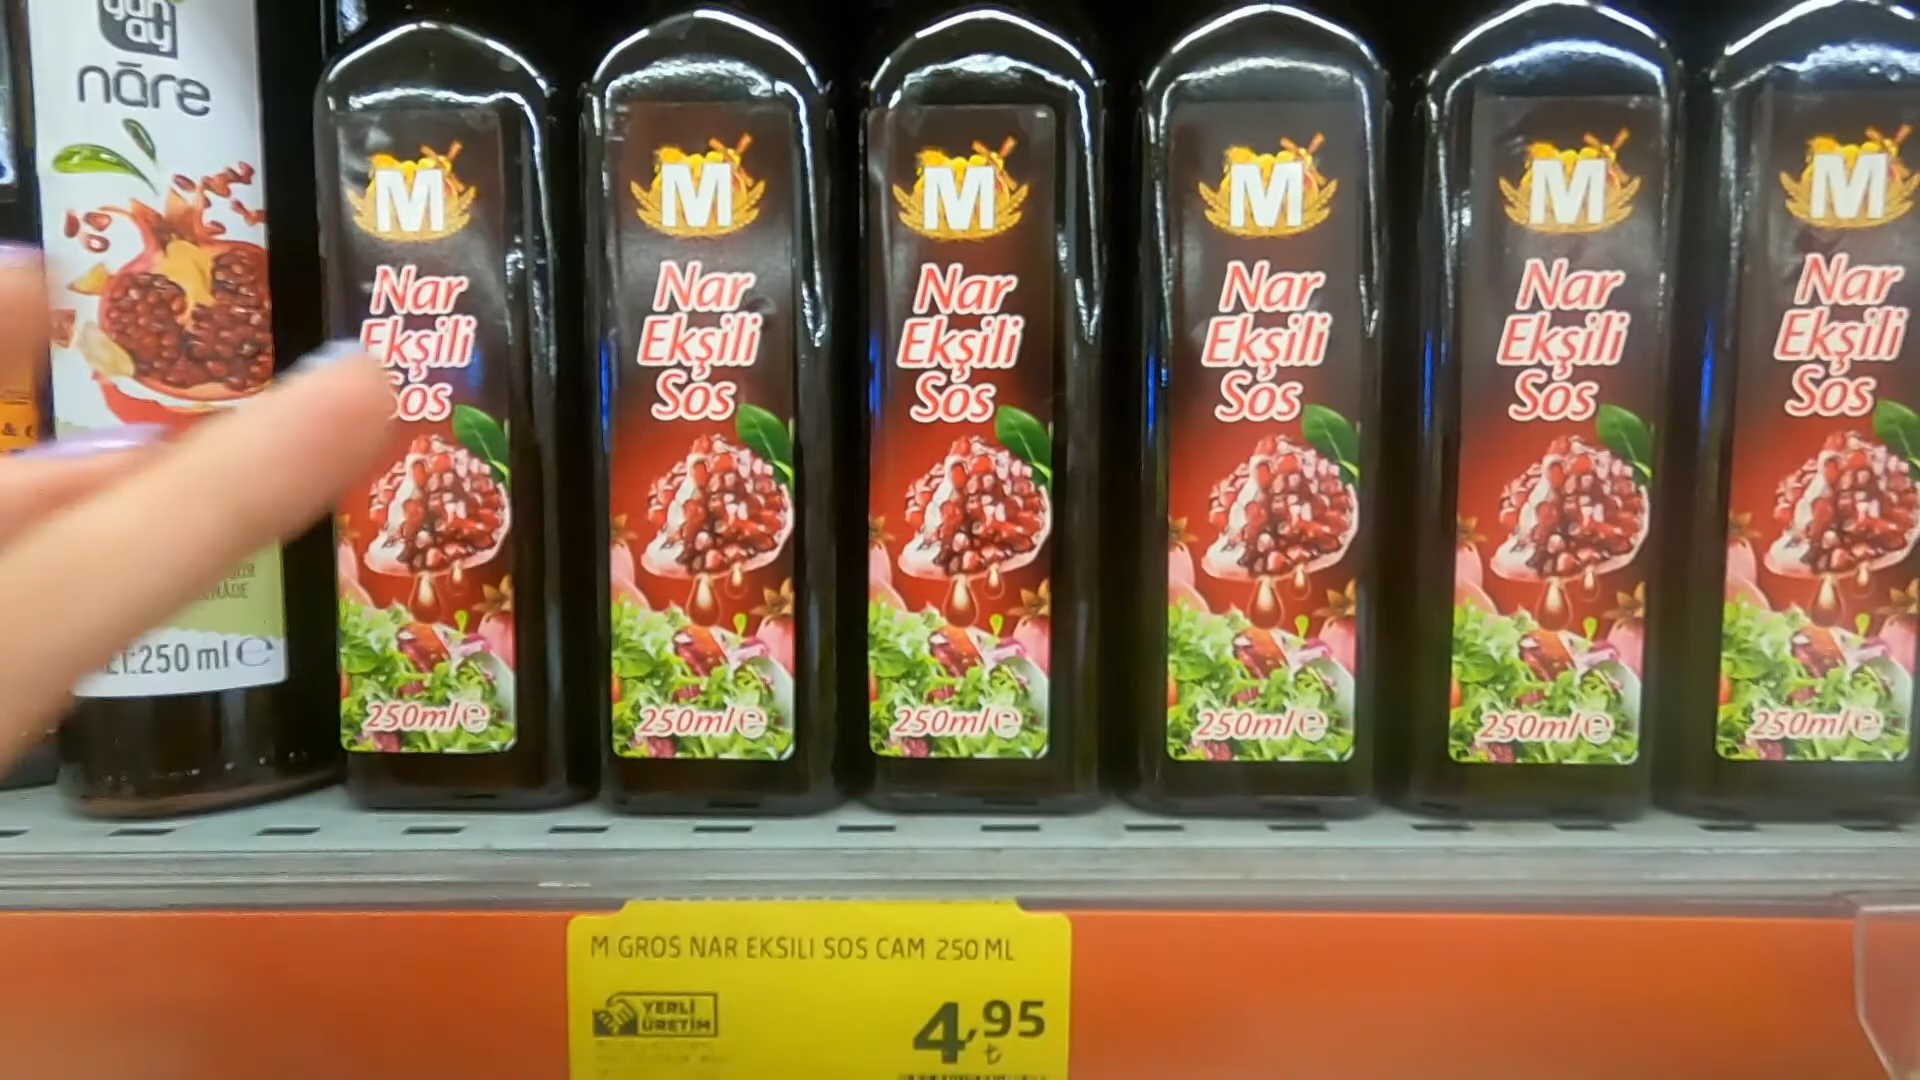 nāre
250 ml e
M
Nar
Ekşili
Sos
250ml e
M
Nar
Ekşili
Sos
250ml e
M
Nar
Ekşili
Sos
250ml e
M
Nar
Ekşili
Sos
250ml e
M
Nar
Ekşili
Sos
250ml e
M
Nar
Ekşili
Sos
250ml e
M GROS NAR EKSILI SOS CAM 250 ML
YERLİ
ÜRETİM
4,95
₺